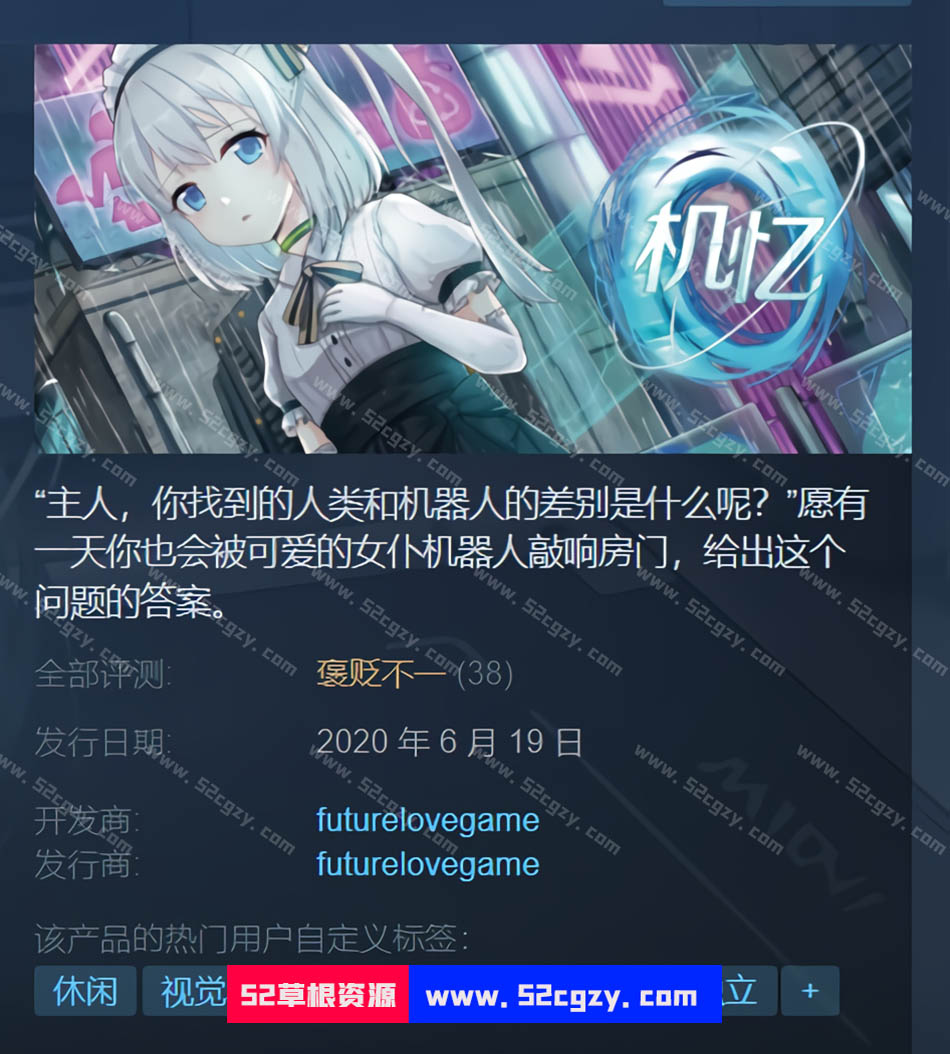 机忆
“主人，你找到的人类和机器人的差别是什么呢？”愿有
一天你也会被可爱的女仆机器人敲响房门，给出这个
问题的答案。
全部评测: 褒贬不一 (38)
发行日期: 2020 年 6 月 19 日
开发商: futurelovegame
发行商: futurelovegame
该产品的热门用户自定义标签：
休闲 视觉 立 +
52草根资源 www.52cgzy.com